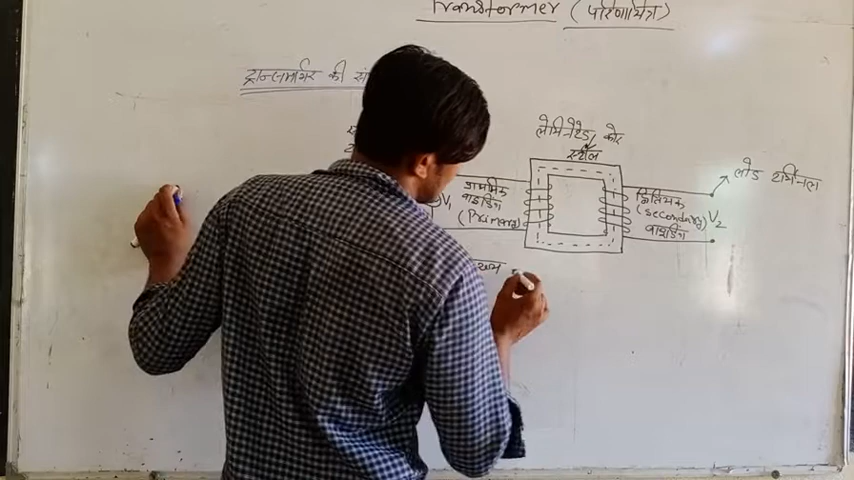 Transformer (परिणामित्र)
ट्रान्सफार्मर की
लेमिनेटेड कोर
स्टील
लोड टर्मिनल
प्राथमिक
वाइंडिंग
(Primary)
V₁
द्वितियक
(Secondary)
वाइंडिंग
V₂